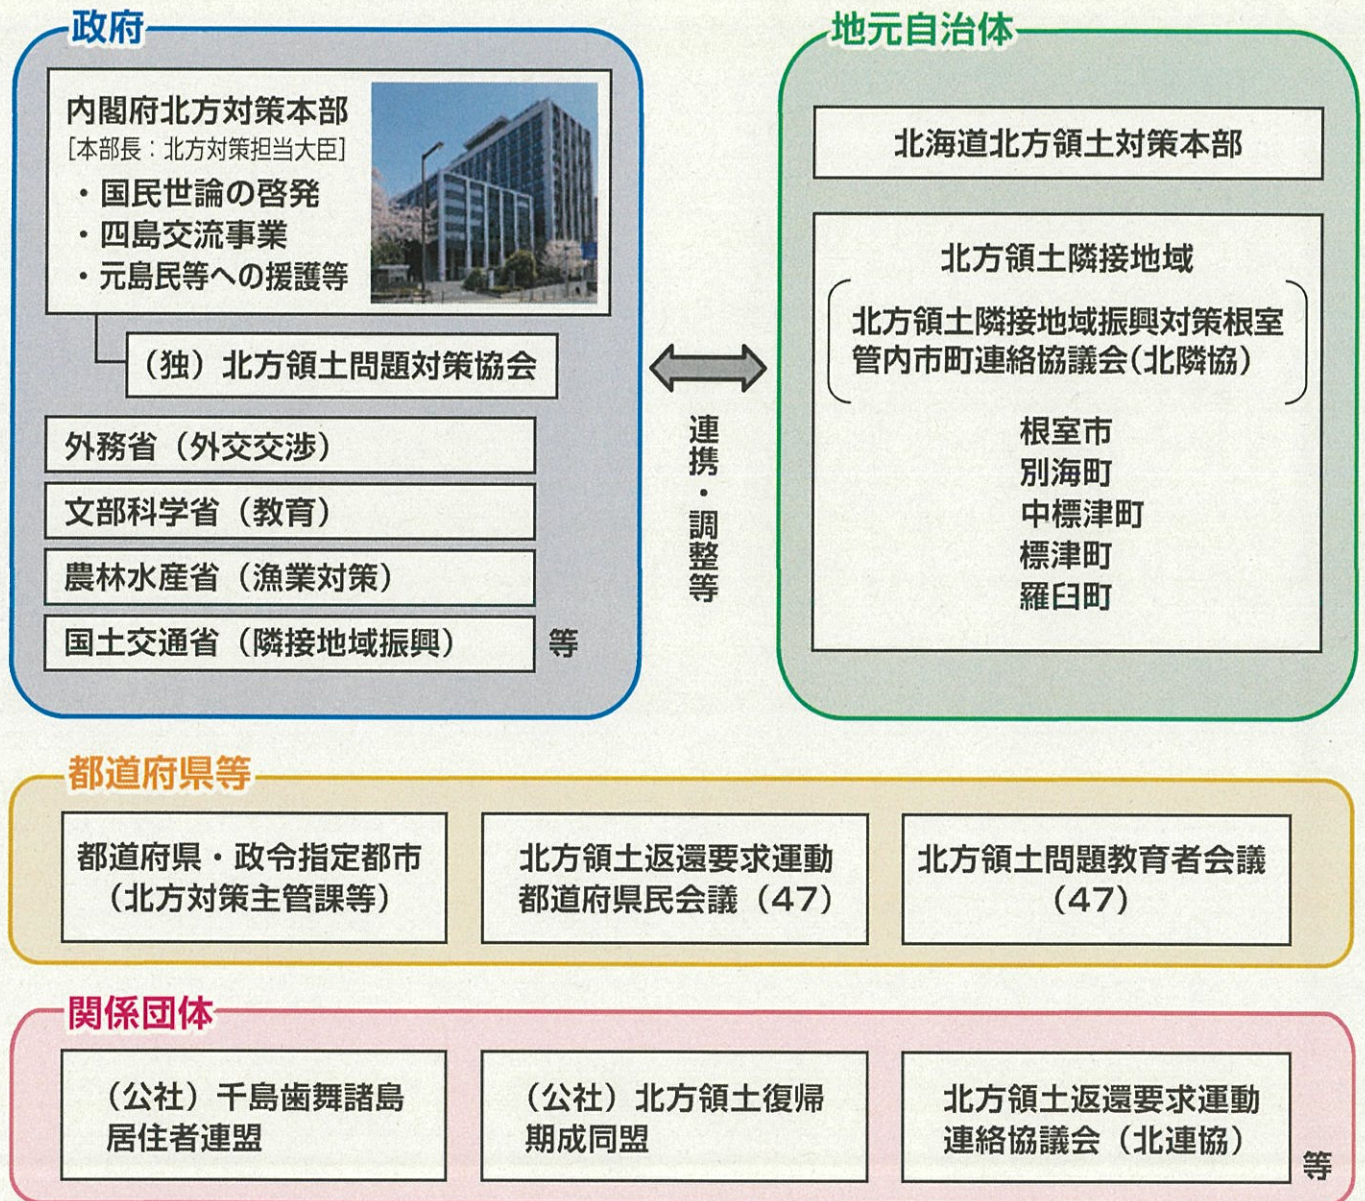 政府
内閣府北方対策本部
[本部長：北方対策担当大臣]
・国民世論の啓発
・四島交流事業
・元島民等への援護等
（独）北方領土問題対策協会
外務省（外交交渉）
文部科学省（教育）
農林水産省（漁業対策）
国土交通省（隣接地域振興）
等
連携・調整等
地元自治体
北海道北方領土対策本部
北方領土隣接地域
北方領土隣接地域振興対策根室
管内市町連絡協議会（北隣協）
根室市
別海町
中標津町
標津町
羅臼町
都道府県等
都道府県・政令指定都市
（北方対策主管課等）
北方領土返還要求運動
都道府県民会議（47）
北方領土問題教育者会議
（47）
関係団体
（公社）千島歯舞諸島
居住者連盟
（公社）北方領土復帰
期成同盟
北方領土返還要求運動
連絡協議会（北連協）
等